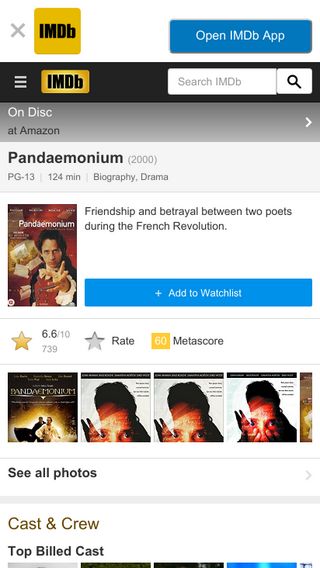 IMDb
Open IMDb App
IMDb
Search IMDb
On Disc
at Amazon
Pandaemonium (2000)
PG-13 | 124 min | Biography, Drama
Pandaemonium
Friendship and betrayal between two poets
during the French Revolution.
+ Add to Watchlist
6.6/10
739
Rate
60 Metascore
PANDAEMONIUM
See all photos
Cast & Crew
Top Billed Cast